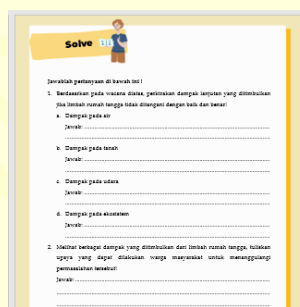 Solve
Jawablah pertanyaan di bawah ini !
1. Berdasarkan pada wacana diatas, perkirakan dampak lanjutan yang ditimbulkan
jika limbah rumah tangga tidak ditangani dengan baik dan benar!
a. Dampak pada air
Jawab:
b. Dampak pada tanah
Jawab:
c. Dampak pada udara
Jawab:
d. Dampak pada ekosistem
Jawab:
2. Melihat berbagai dampak yang ditimbulkan dari limbah rumah tangga, tuliskan
upaya yang dapat dilakukan warga masyarakat untuk menanggulangi
permasalahan tersebut!
Jawab: